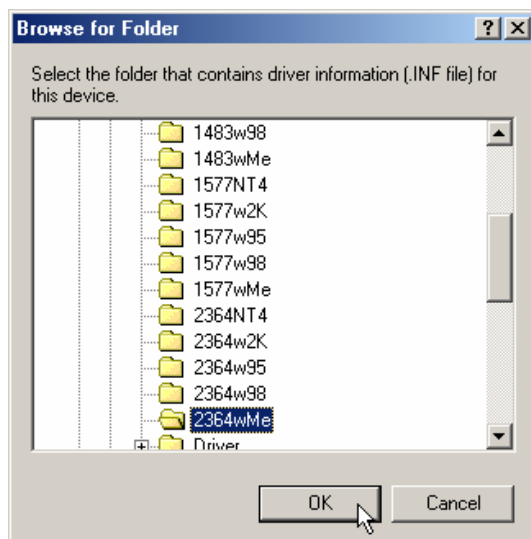 Browse for Folder
Select the folder that contains driver information (.INF file) for
this device.
1483w98
1483wMe
1577NT4
1577w2K
1577w95
1577w98
1577wMe
2364NT4
2364w2K
2364w95
2364w98
2364wMe
Driver
OK Cancel